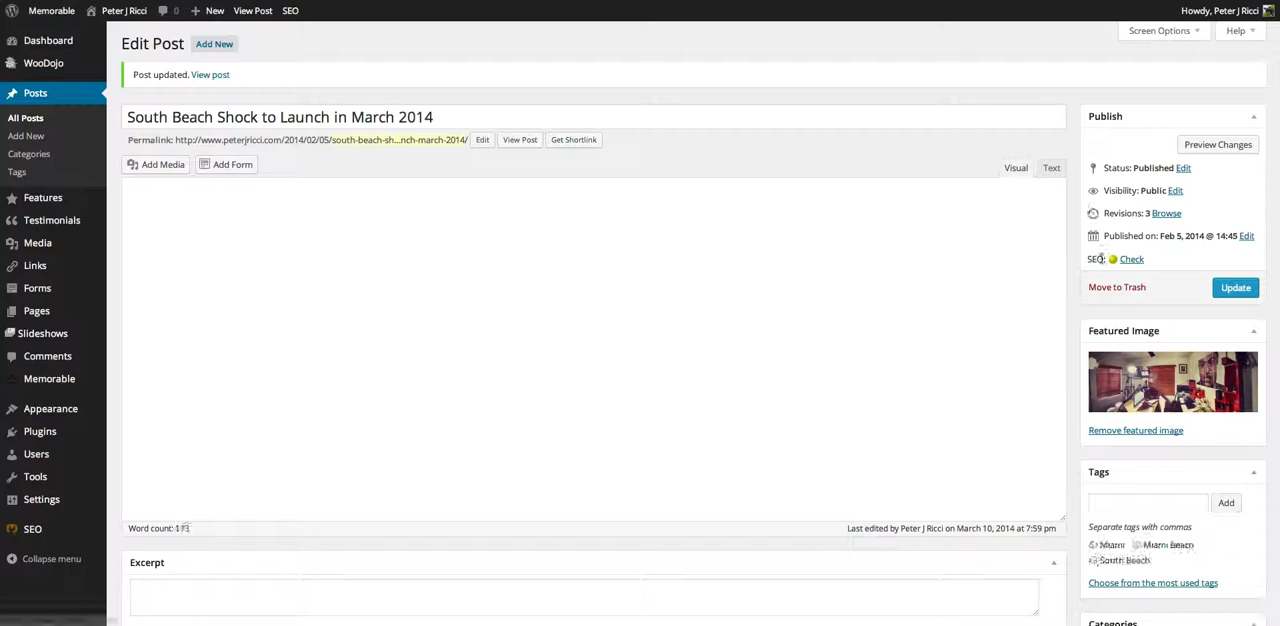 Memorable Peter J Ricci 0 New View Post SEO Howdy, Peter J Ricci
Dashboard
WooDojo
Posts
All Posts
Add New
Categories
Tags
Features
Testimonials
Media
Links
Forms
Pages
Slideshows
Comments
Memorable
Appearance
Plugins
Users
Tools
Settings
SEO
Collapse menu
Screen Options Help
Edit Post Add New
Post updated. View post
South Beach Shock to Launch in March 2014
Permalink: http://www.peterjricci.com/2014/02/05/south-beach-sh...nch-march-2014/ Edit View Post Get Shortlink
Add Media Add Form Visual Text
Word count:
Last edited by Peter J Ricci on March 10, 2014 at 7:59 pm
Excerpt
Publish
Preview Changes
Status: Published Edit
Visibility: Public Edit
Revisions: 3 Browse
Published on: Feb 5, 2014 @ 14:45 Edit
SEO: Check
Move to Trash Update
Featured Image
Remove featured image
Tags
Add
Separate tags with commas
Miami Miami Beach
South Beach
Choose from the most used tags
Categories